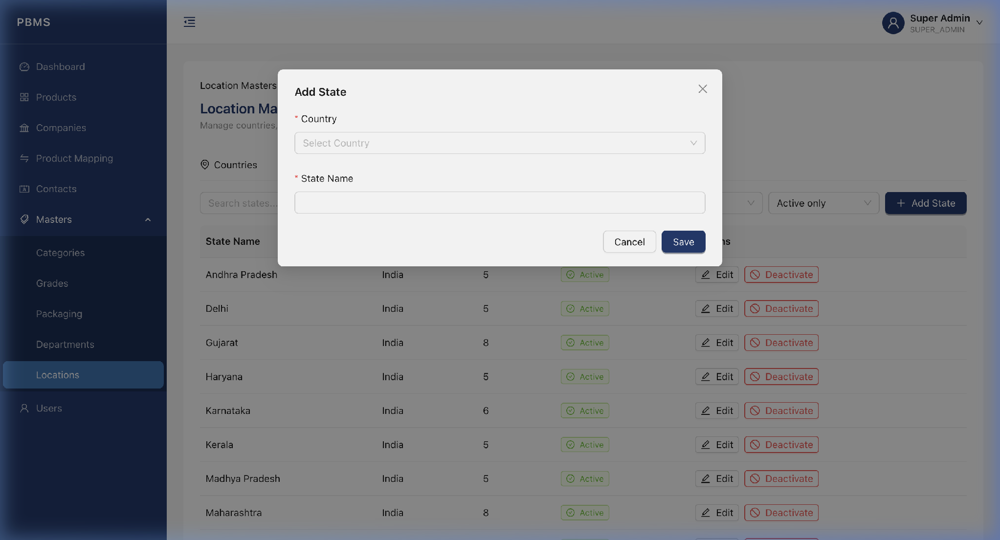 PBMS
Super Admin
SUPER_ADMIN
Dashboard
Products
Companies
Product Mapping
Contacts
Masters
Categories
Grades
Packaging
Departments
Locations
Users
Location Masters
Location Ma
Manage countries,
Countries
Search states...
Active only
+ Add State
Add State
* Country
Select Country
* State Name
Cancel
Save
State Name ns
Andhra Pradesh India 5 Active Edit Deactivate
Delhi India 5 Active Edit Deactivate
Gujarat India 8 Active Edit Deactivate
Haryana India 5 Active Edit Deactivate
Karnataka India 6 Active Edit Deactivate
Kerala India 5 Active Edit Deactivate
Madhya Pradesh India 5 Active Edit Deactivate
Maharashtra India 8 Active Edit Deactivate